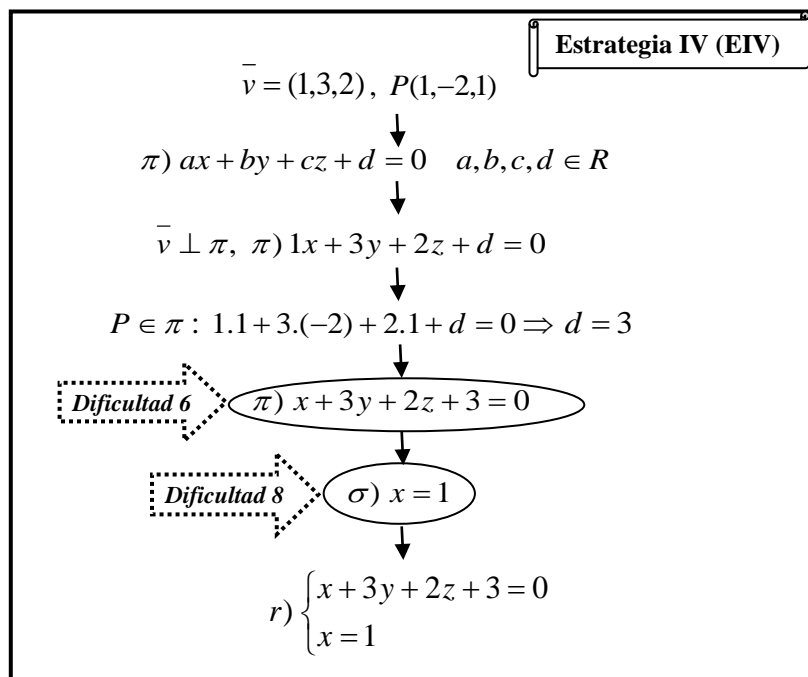 Estrategia IV (EIV)
v̅ = (1,3,2), P(1,−2,1)
π) ax + by + cz + d = 0 a,b,c,d ∈ R
v̅ ⊥ π, π) 1x + 3y + 2z + d = 0
P ∈ π : 1.1 + 3.(−2) + 2.1 + d = 0 ⇒ d = 3
Dificultad 6
π) x + 3y + 2z + 3 = 0
Dificultad 8
σ) x = 1
r) { x + 3y + 2z + 3 = 0
x = 1